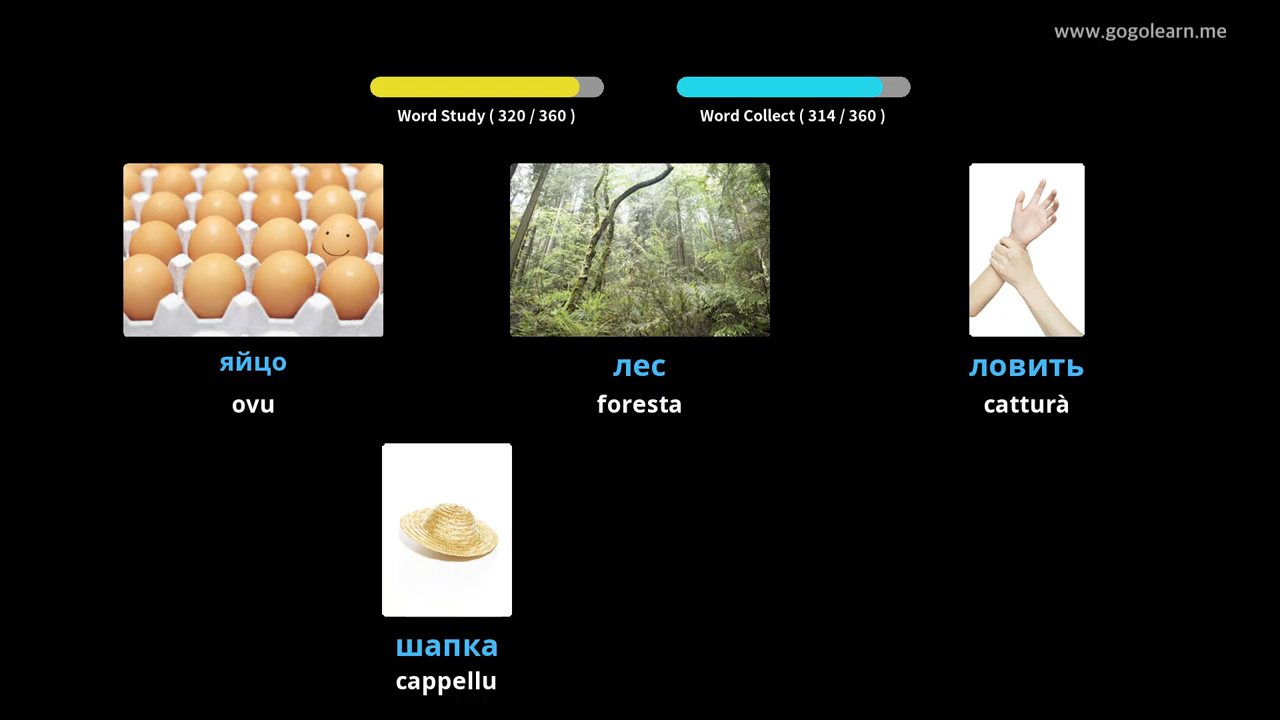 www.gogolearn.me
Word Study ( 320 / 360 )
Word Collect ( 314 / 360 )
яйцо
ovu
лес
foresta
ловить
catturà
шапка
cappellu